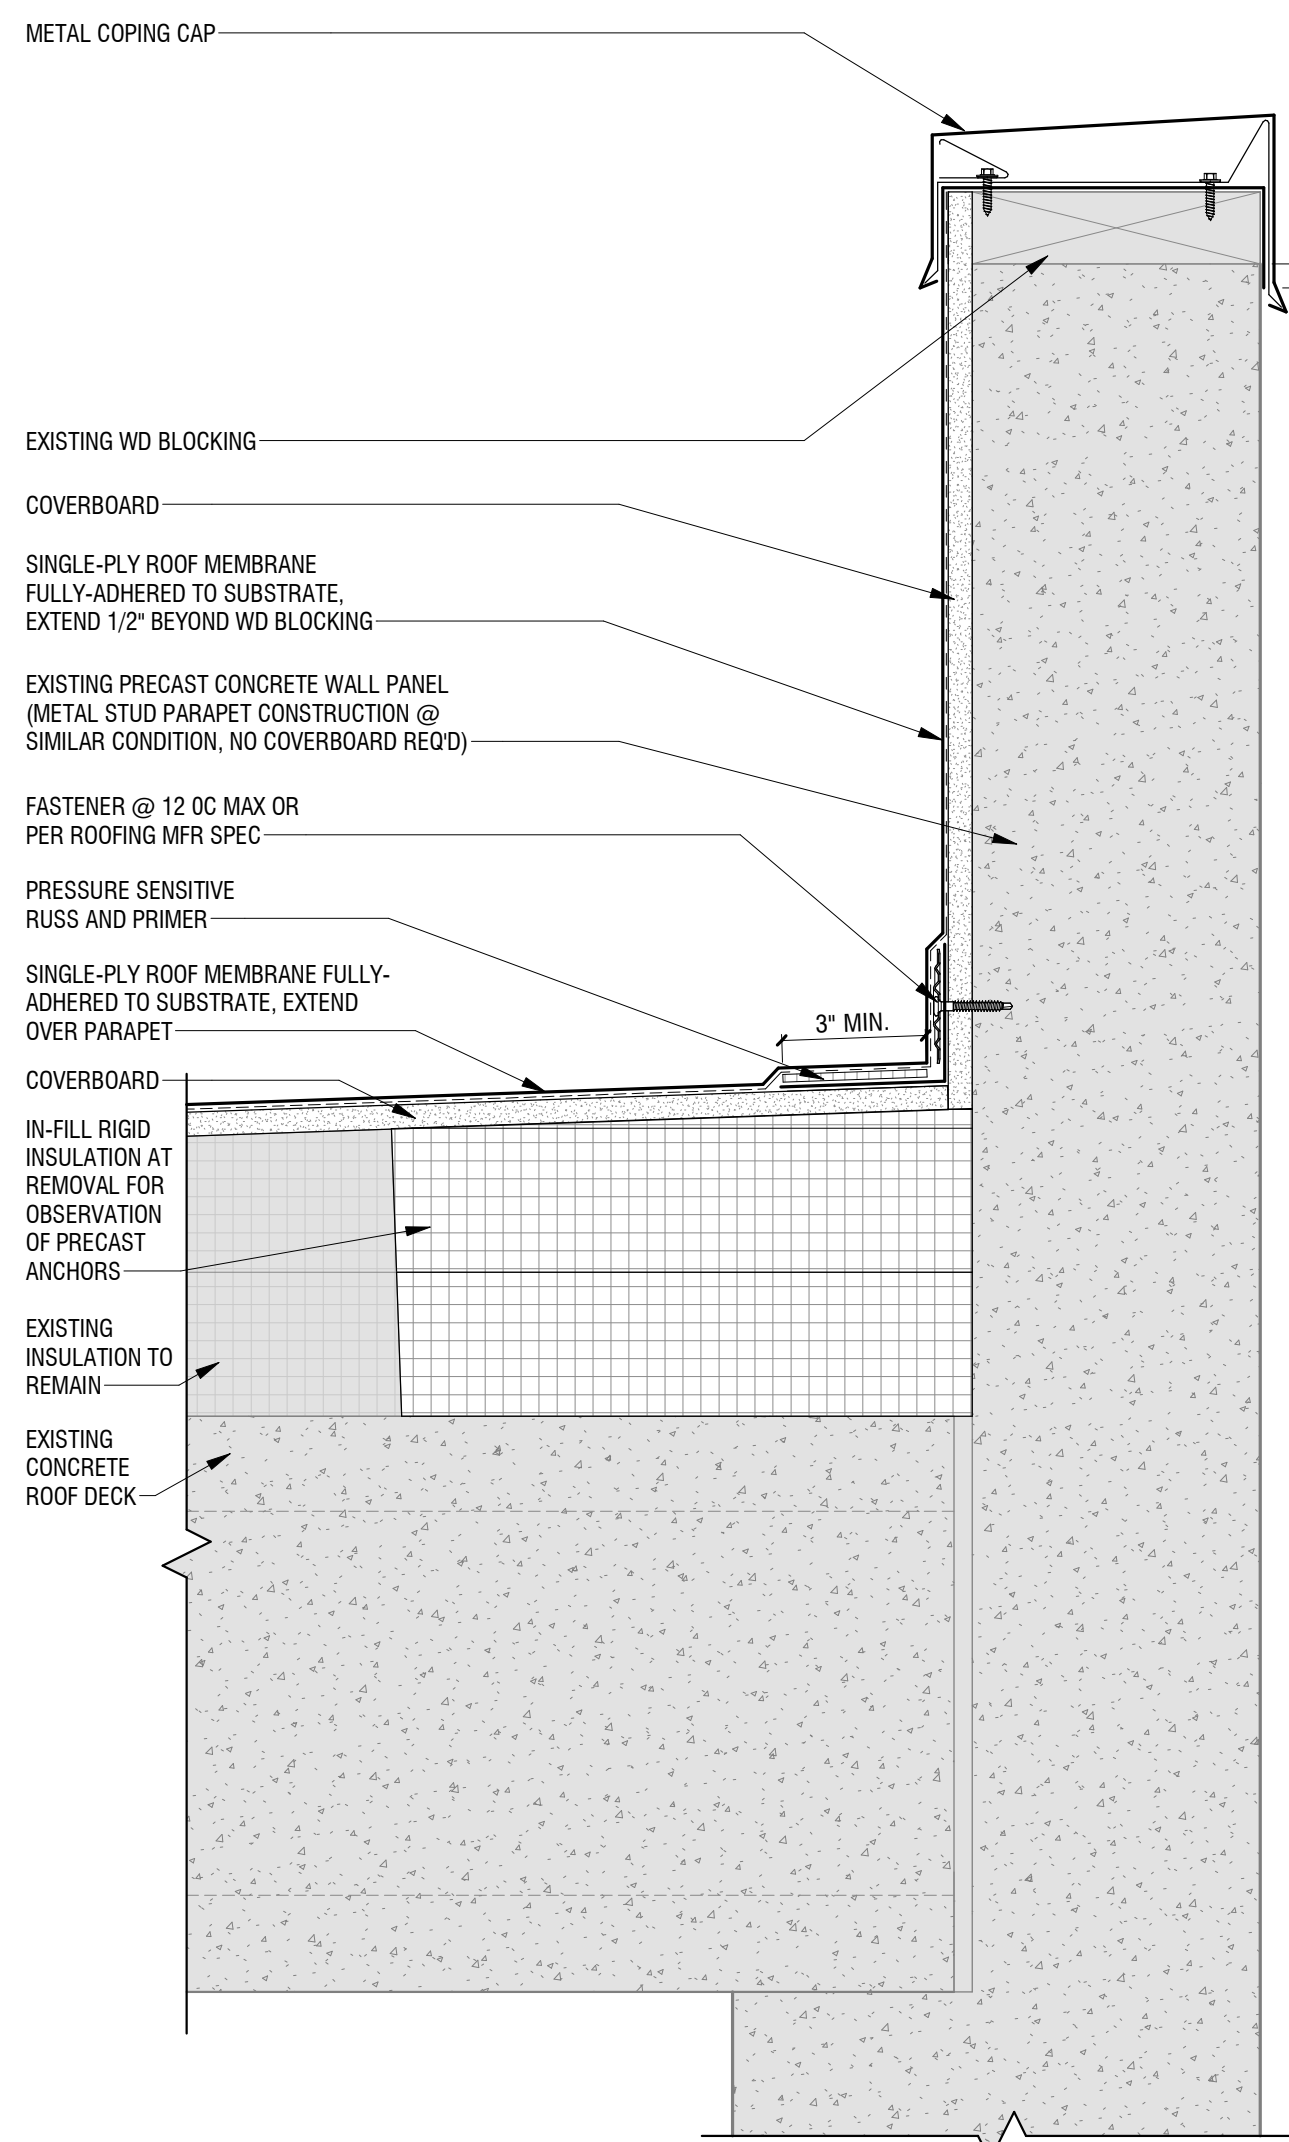 METAL COPING CAP
EXISTING WD BLOCKING
COVERBOARD
SINGLE-PLY ROOF MEMBRANE
FULLY-ADHERED TO SUBSTRATE,
EXTEND 1/2" BEYOND WD BLOCKING
EXISTING PRECAST CONCRETE WALL PANEL
(METAL STUD PARAPET CONSTRUCTION @
SIMILAR CONDITION, NO COVERBOARD REQ'D)
FASTENER @ 12 0C MAX OR
PER ROOFING MFR SPEC
PRESSURE SENSITIVE
RUSS AND PRIMER
SINGLE-PLY ROOF MEMBRANE FULLY-
ADHERED TO SUBSTRATE, EXTEND
OVER PARAPET
3" MIN.
COVERBOARD
IN-FILL RIGID
INSULATION AT
REMOVAL FOR
OBSERVATION
OF PRECAST
ANCHORS
EXISTING
INSULATION TO
REMAIN
EXISTING
CONCRETE
ROOF DECK